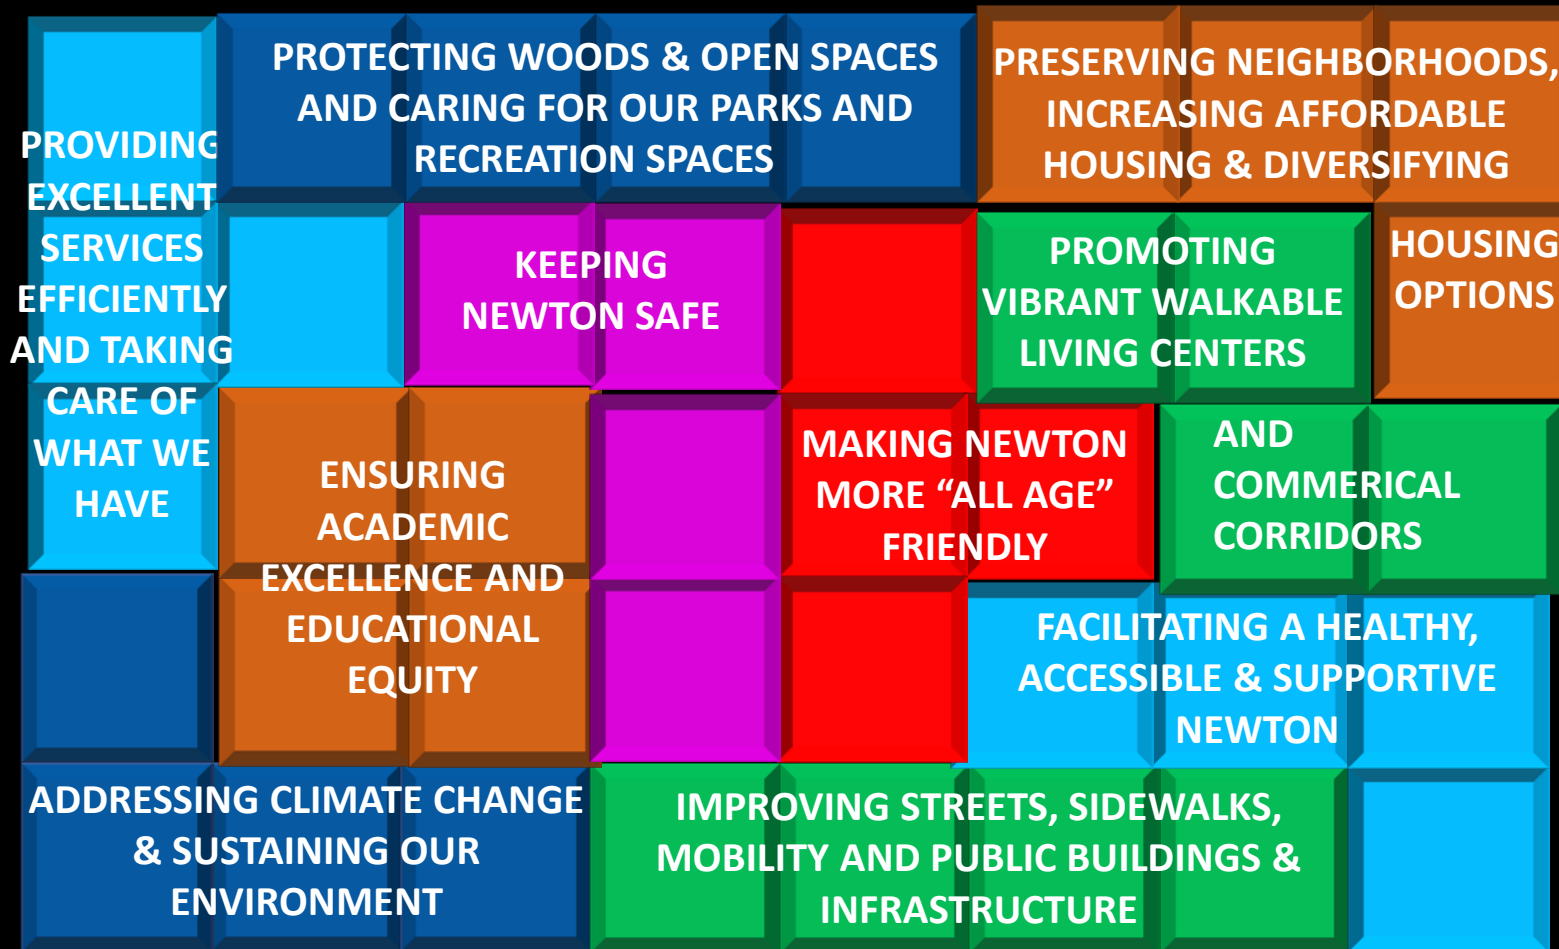 PROVIDING
EXCELLENT
SERVICES
EFFICIENTLY
AND TAKING
CARE OF
WHAT WE
HAVE
PROTECTING WOODS & OPEN SPACES
AND CARING FOR OUR PARKS AND
RECREATION SPACES
PRESERVING NEIGHBORHOODS,
INCREASING AFFORDABLE
HOUSING & DIVERSIFYING
HOUSING
OPTIONS
KEEPING
NEWTON SAFE
PROMOTING
VIBRANT WALKABLE
LIVING CENTERS
AND
COMMERICAL
CORRIDORS
ENSURING
ACADEMIC
EXCELLENCE AND
EDUCATIONAL
EQUITY
MAKING NEWTON
MORE “ALL AGE”
FRIENDLY
FACILITATING A HEALTHY,
ACCESSIBLE & SUPPORTIVE
NEWTON
ADDRESSING CLIMATE CHANGE
& SUSTAINING OUR
ENVIRONMENT
IMPROVING STREETS, SIDEWALKS,
MOBILITY AND PUBLIC BUILDINGS &
INFRASTRUCTURE